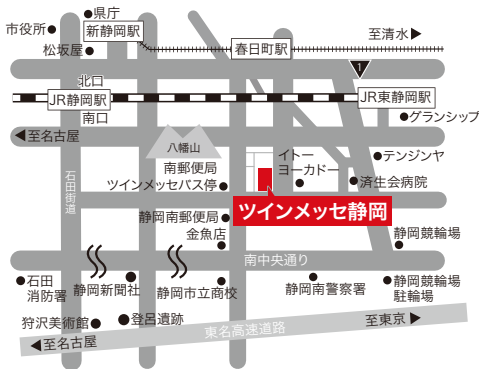 県庁
市役所
新静岡駅
松坂屋
春日町駅
至清水
1
北口
JR静岡駅
南口
JR東静岡駅
グランシップ
至名古屋
八幡山
石田街道
南郵便局
ツインメッセバス停
イトー
ヨーカドー
テンジンヤ
済生会病院
ツインメッセ静岡
静岡南郵便局
金魚店
静岡競輪場
南中央通り
石田
消防署
静岡新聞社
静岡市立商校
静岡南警察署
静岡競輪場
駐輪場
狩沢美術館
登呂遺跡
東名高速道路
至東京
至名古屋